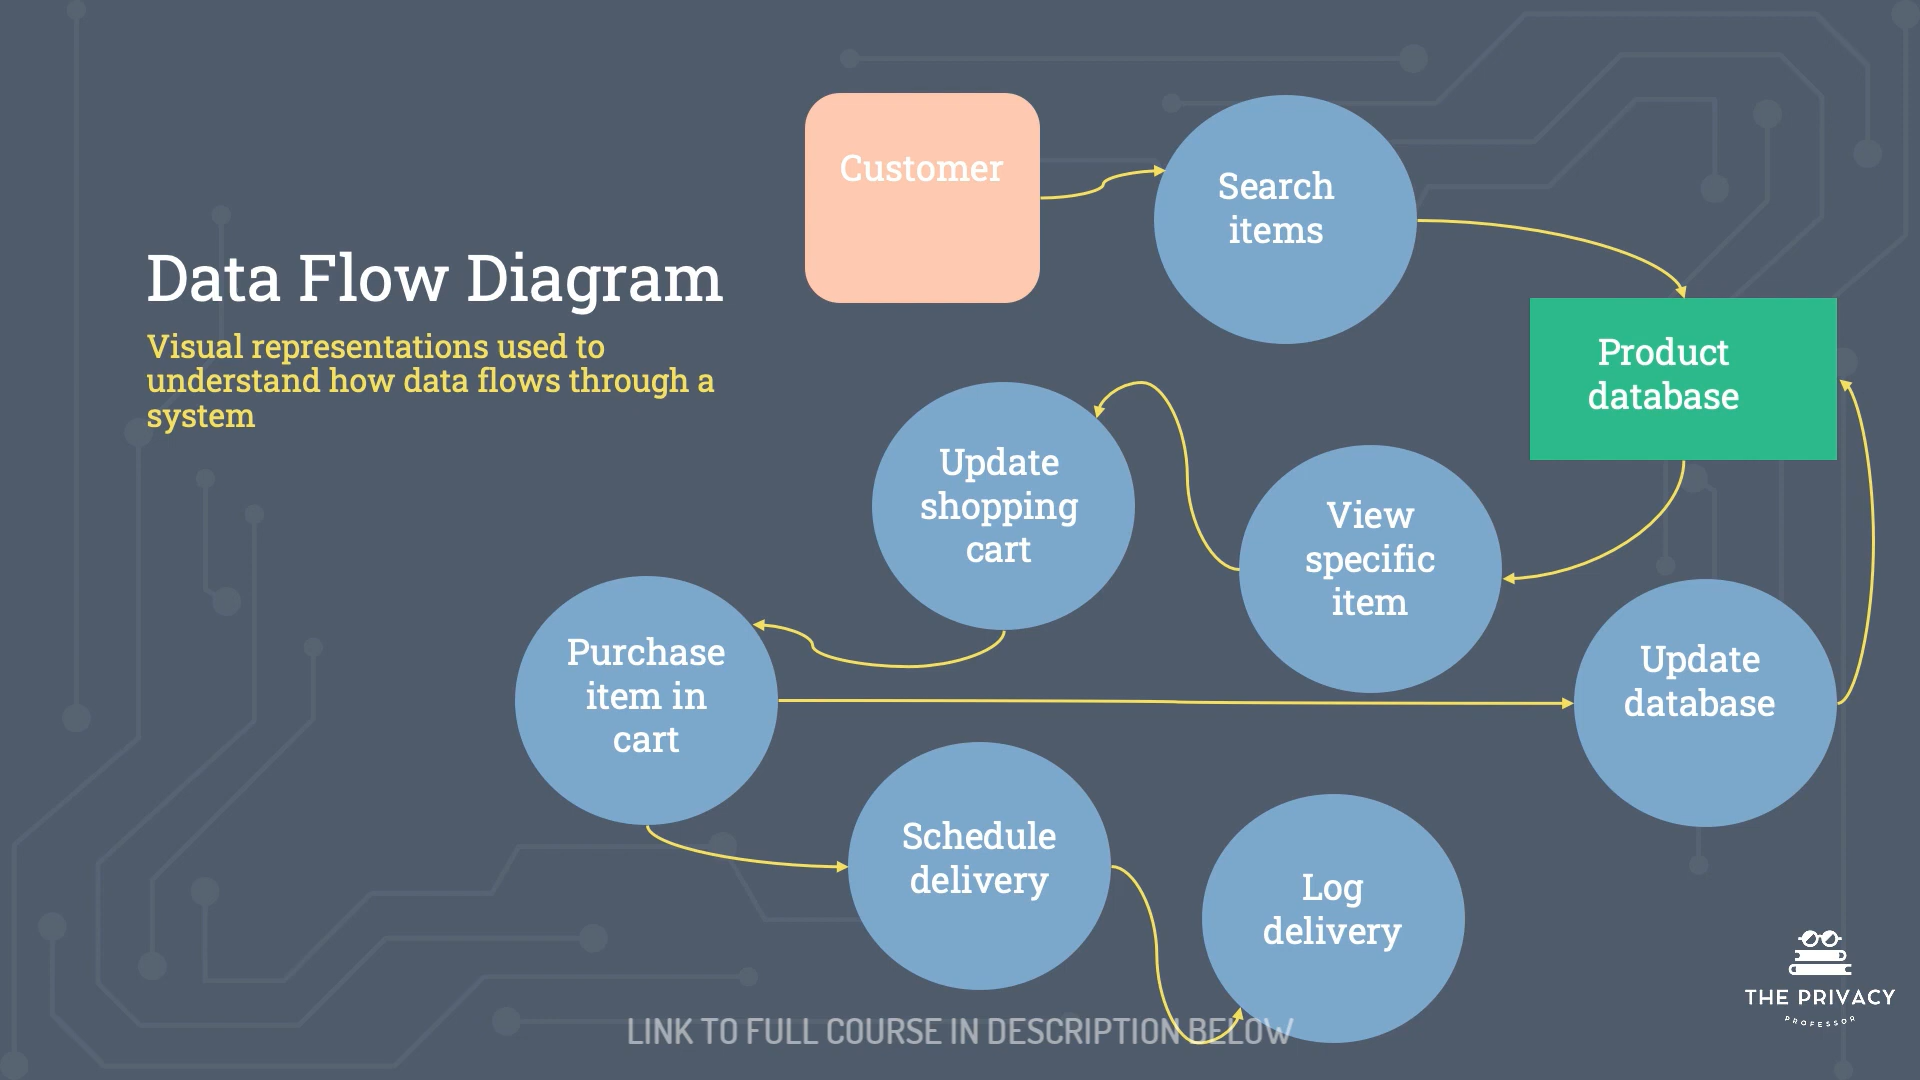 Data Flow Diagram
Visual representations used to
understand how data flows through a
system
Customer
Search
items
Product
database
View
specific
item
Update
shopping
cart
Purchase
item in
cart
Update
database
Schedule
delivery
Log
delivery
LINK TO FULL COURSE IN DESCRIPTION BELOW
THE PRIVACY
PROFESSOR